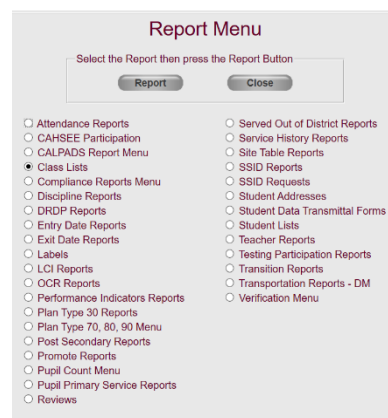 Report Menu
Select the Report then press the Report Button
Report
Close
Attendance Reports
CAHSEE Participation
CALPADS Report Menu
Class Lists
Compliance Reports Menu
Discipline Reports
DRDP Reports
Entry Date Reports
Exit Date Reports
Labels
LCI Reports
OCR Reports
Performance Indicators Reports
Plan Type 30 Reports
Plan Type 70, 80, 90 Menu
Post Secondary Reports
Promote Reports
Pupil Count Menu
Pupil Primary Service Reports
Reviews
Served Out of District Reports
Service History Reports
Site Table Reports
SSID Reports
SSID Requests
Student Addresses
Student Data Transmittal Forms
Student Lists
Teacher Reports
Testing Participation Reports
Transition Reports
Transportation Reports - DM
Verification Menu